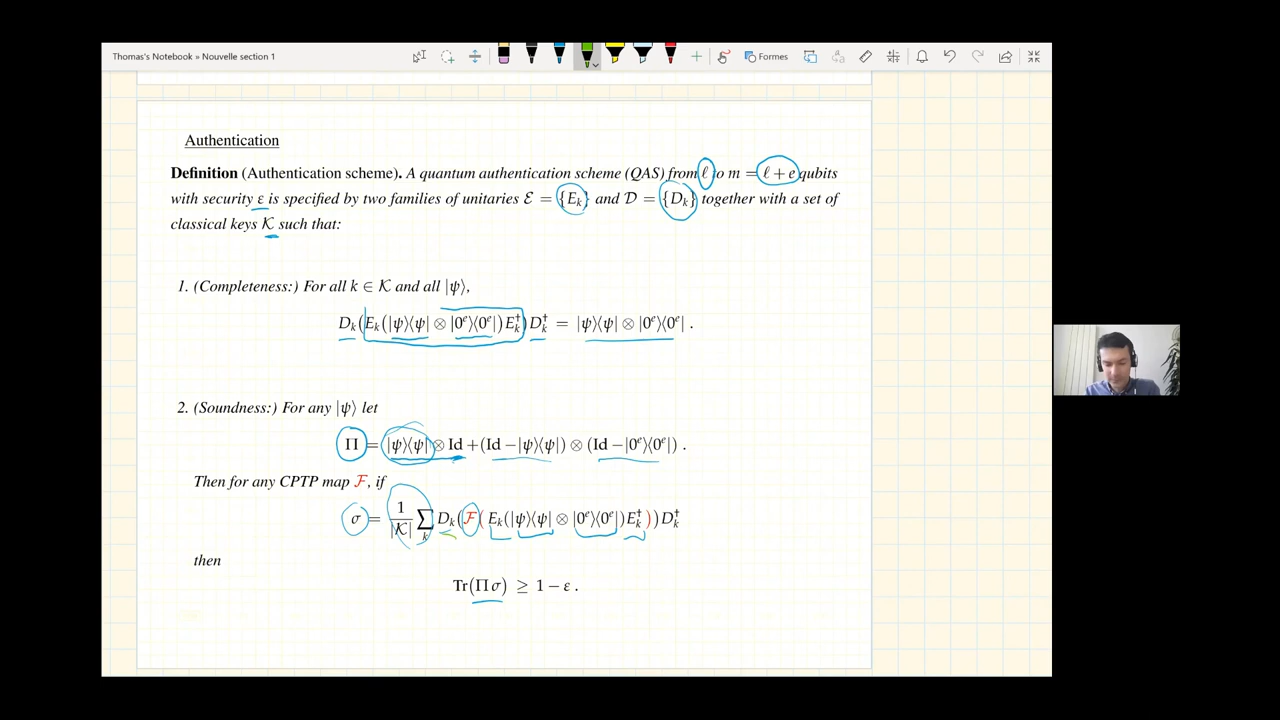 Thomas's Notebook » Nouvelle section 1
Formes
Authentication
Definition (Authentication scheme). A quantum authentication scheme (QAS) from ℓ to m = ℓ + e qubits
with security ε is specified by two families of unitaries ℰ = {E_k} and 𝒟 = {D_k} together with a set of
classical keys 𝒦 such that:
1. (Completeness:) For all k ∈ 𝒦 and all |ψ⟩,
D_k(E_k(|ψ⟩⟨ψ| ⊗ |0^e⟩⟨0^e|)E_k^†)D_k^† = |ψ⟩⟨ψ| ⊗ |0^e⟩⟨0^e| .
2. (Soundness:) For any |ψ⟩ let
Π = |ψ⟩⟨ψ| ⊗ Id + (Id − |ψ⟩⟨ψ|) ⊗ (Id − |0^e⟩⟨0^e|) .
Then for any CPTP map ℱ, if
σ = 1/|𝒦| ∑_k D_k(ℱ(E_k(|ψ⟩⟨ψ| ⊗ |0^e⟩⟨0^e|)E_k^†))D_k^†
then
Tr(Πσ) ≥ 1 − ε .